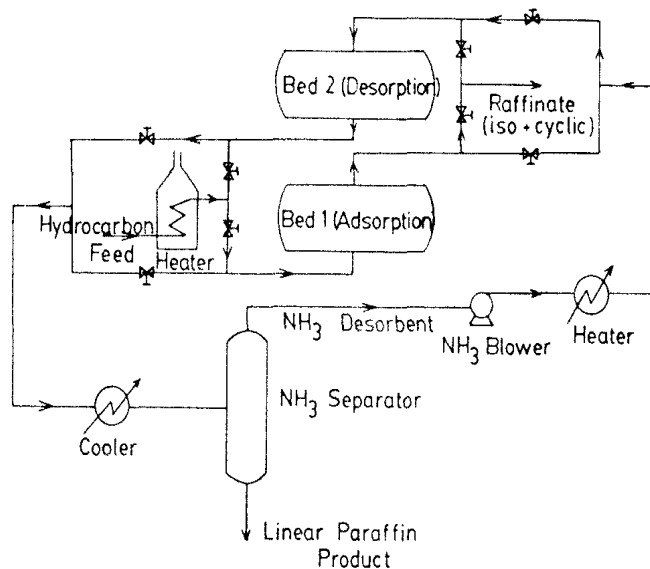 Bed 2 (Desorption)
Raffinate
(iso + cyclic)
Bed 1 (Adsorption)
Hydrocarbon
Feed
Heater
NH3 Desorbent
NH3 Blower
Heater
NH3 Separator
Cooler
Linear Paraffin
Product